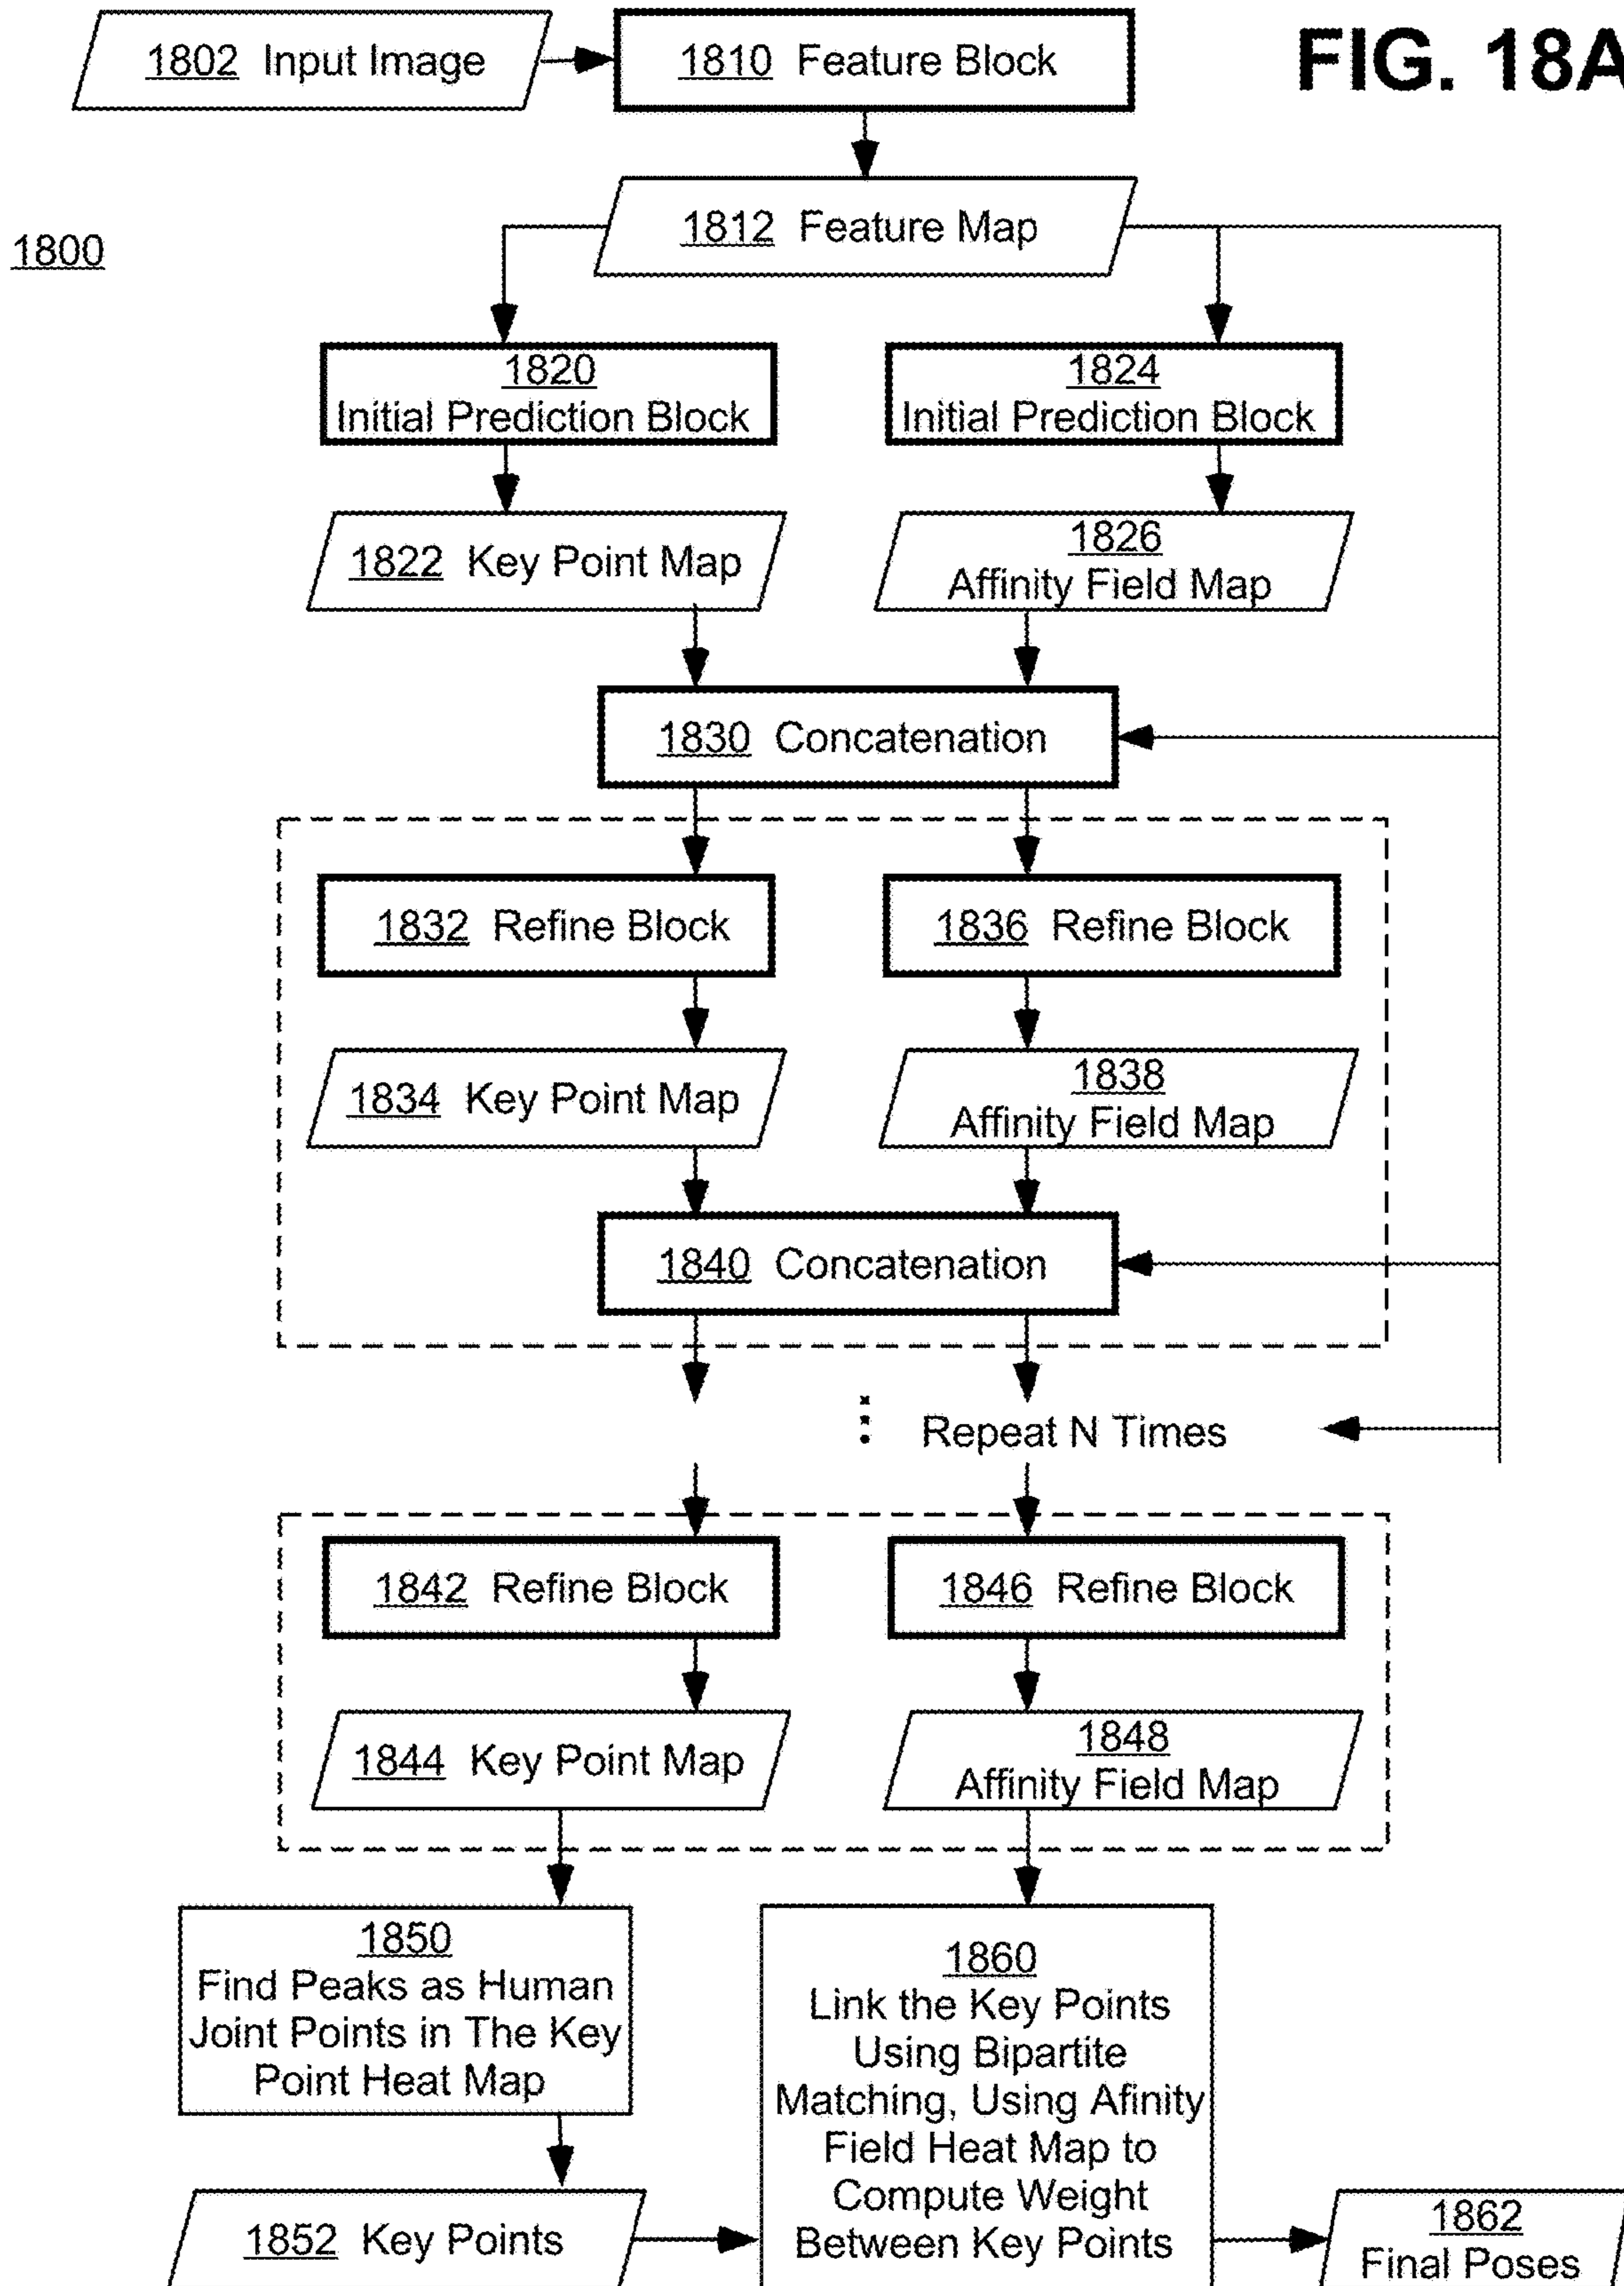 1802 Input Image
1810 Feature Block
FIG. 18A
1812 Feature Map
1800
1820
Initial Prediction Block
1824
Initial Prediction Block
1822 Key Point Map
1826
Affinity Field Map
1830 Concatenation
1832 Refine Block
1836 Refine Block
1834 Key Point Map
1838
Affinity Field Map
1840 Concatenation
Repeat N Times
1842 Refine Block
1846 Refine Block
1844 Key Point Map
1848
Affinity Field Map
1850
Find Peaks as Human
Joint Points in The Key
Point Heat Map
1860
Link the Key Points
Using Bipartite
Matching, Using Afinity
Field Heat Map to
Compute Weight
Between Key Points
1852 Key Points
1862
Final Poses